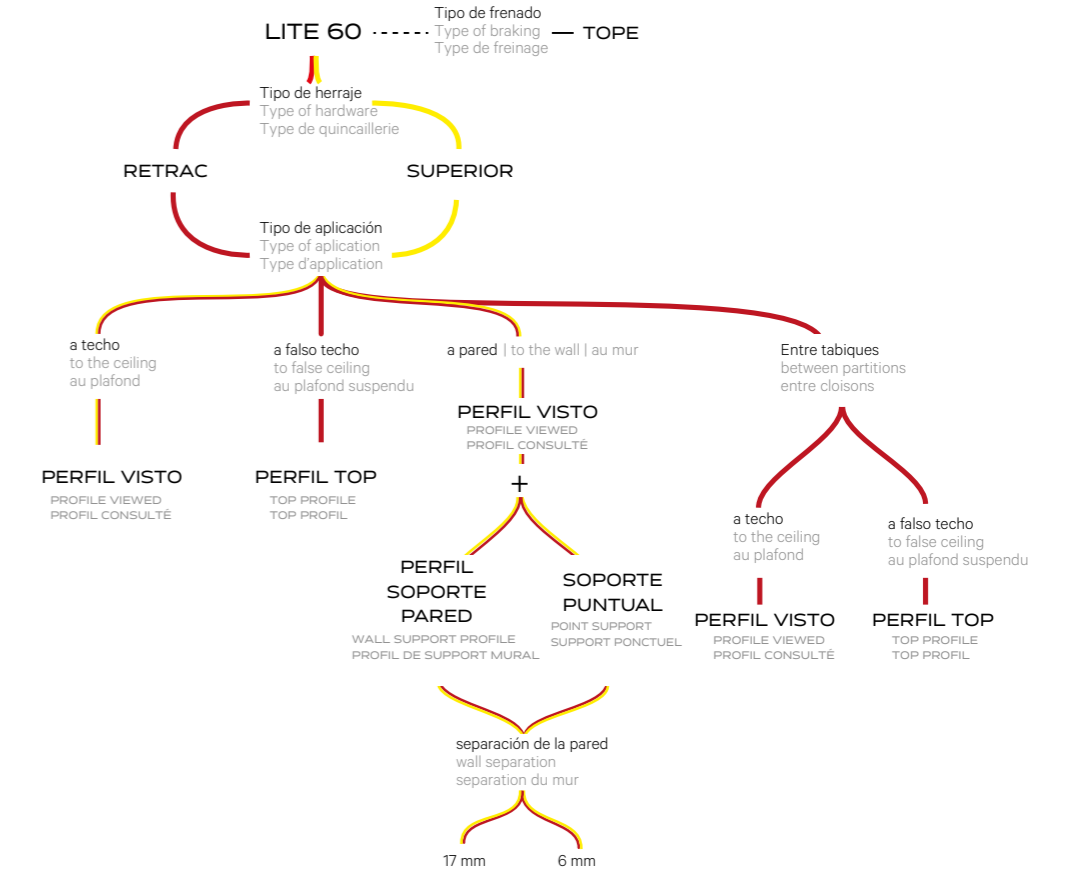 LITE 60
Tipo de frenado
Type of braking
Type de freinage
TOPE
Tipo de herraje
Type of hardware
Type de quincaillerie
RETRAC
SUPERIOR
Tipo de aplicación
Type of aplication
Type d'application
a techo
to the ceiling
au plafond
a falso techo
to false ceiling
au plafond suspendu
a pared | to the wall | au mur
Entre tabiques
between partitions
entre cloisons
PERFIL VISTO
PROFILE VIEWED
PROFIL CONSULTÉ
PERFIL VISTO
PROFILE VIEWED
PROFIL CONSULTÉ
PERFIL TOP
TOP PROFILE
TOP PROFIL
+
a techo
to the ceiling
au plafond
a falso techo
to false ceiling
au plafond suspendu
PERFIL
SOPORTE
PARED
WALL SUPPORT PROFILE
PROFIL DE SUPPORT MURAL
SOPORTE
PUNTUAL
POINT SUPPORT
SUPPORT PONCTUEL
PERFIL VISTO
PROFILE VIEWED
PROFIL CONSULTÉ
PERFIL TOP
TOP PROFILE
TOP PROFIL
separación de la pared
wall separation
separation du mur
17 mm
6 mm